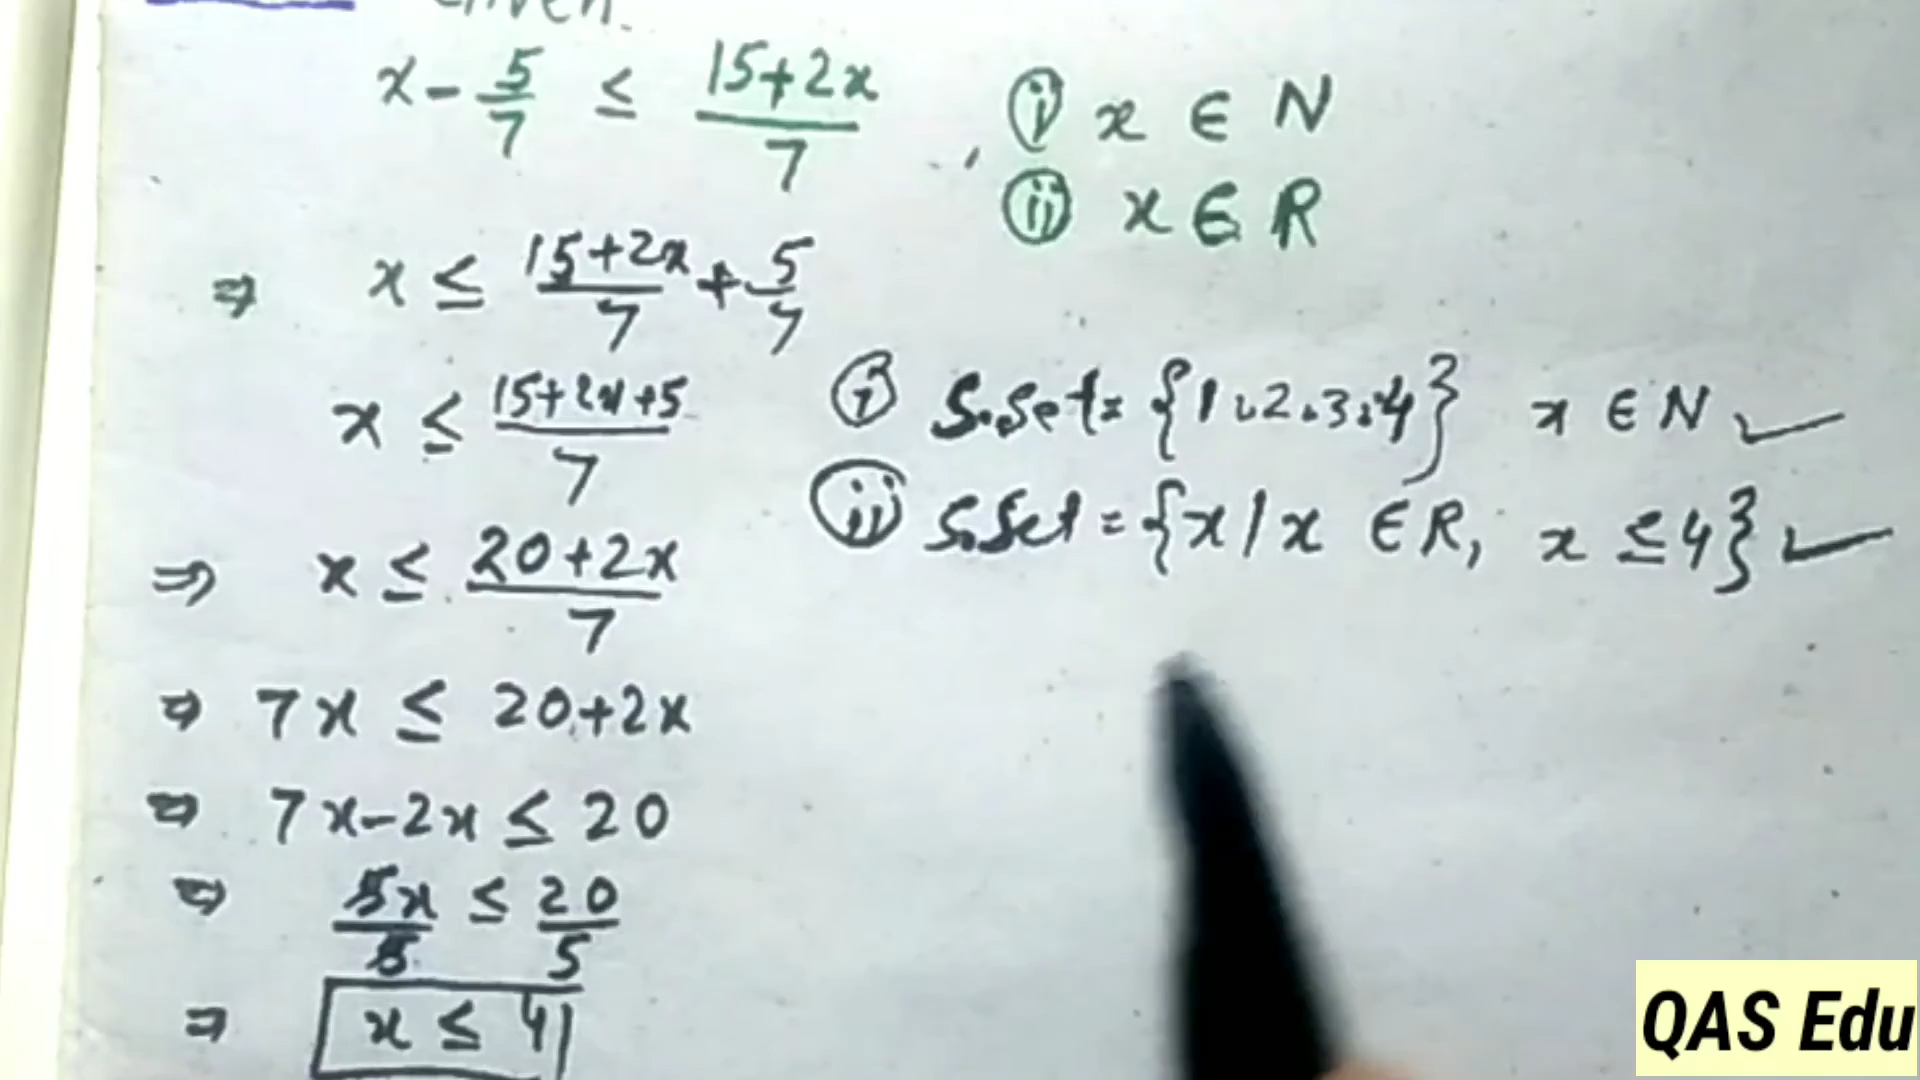 Given.
x - 5/7 ≤ (15+2x)/7 , (i) x ∈ N
(ii) x ∈ R
⇒ x ≤ (15+2x)/7 + 5/7
x ≤ (15+2x+5)/7
(i) S.Set = {1,2,3,4} x ∈ N ✓
(ii) S.Set = {x / x ∈ R, x ≤ 4} ✓
⇒ x ≤ (20+2x)/7
⇒ 7x ≤ 20+2x
⇒ 7x-2x ≤ 20
⇒ 5x/5 ≤ 20/5
⇒ x ≤ 4
QAS Edu